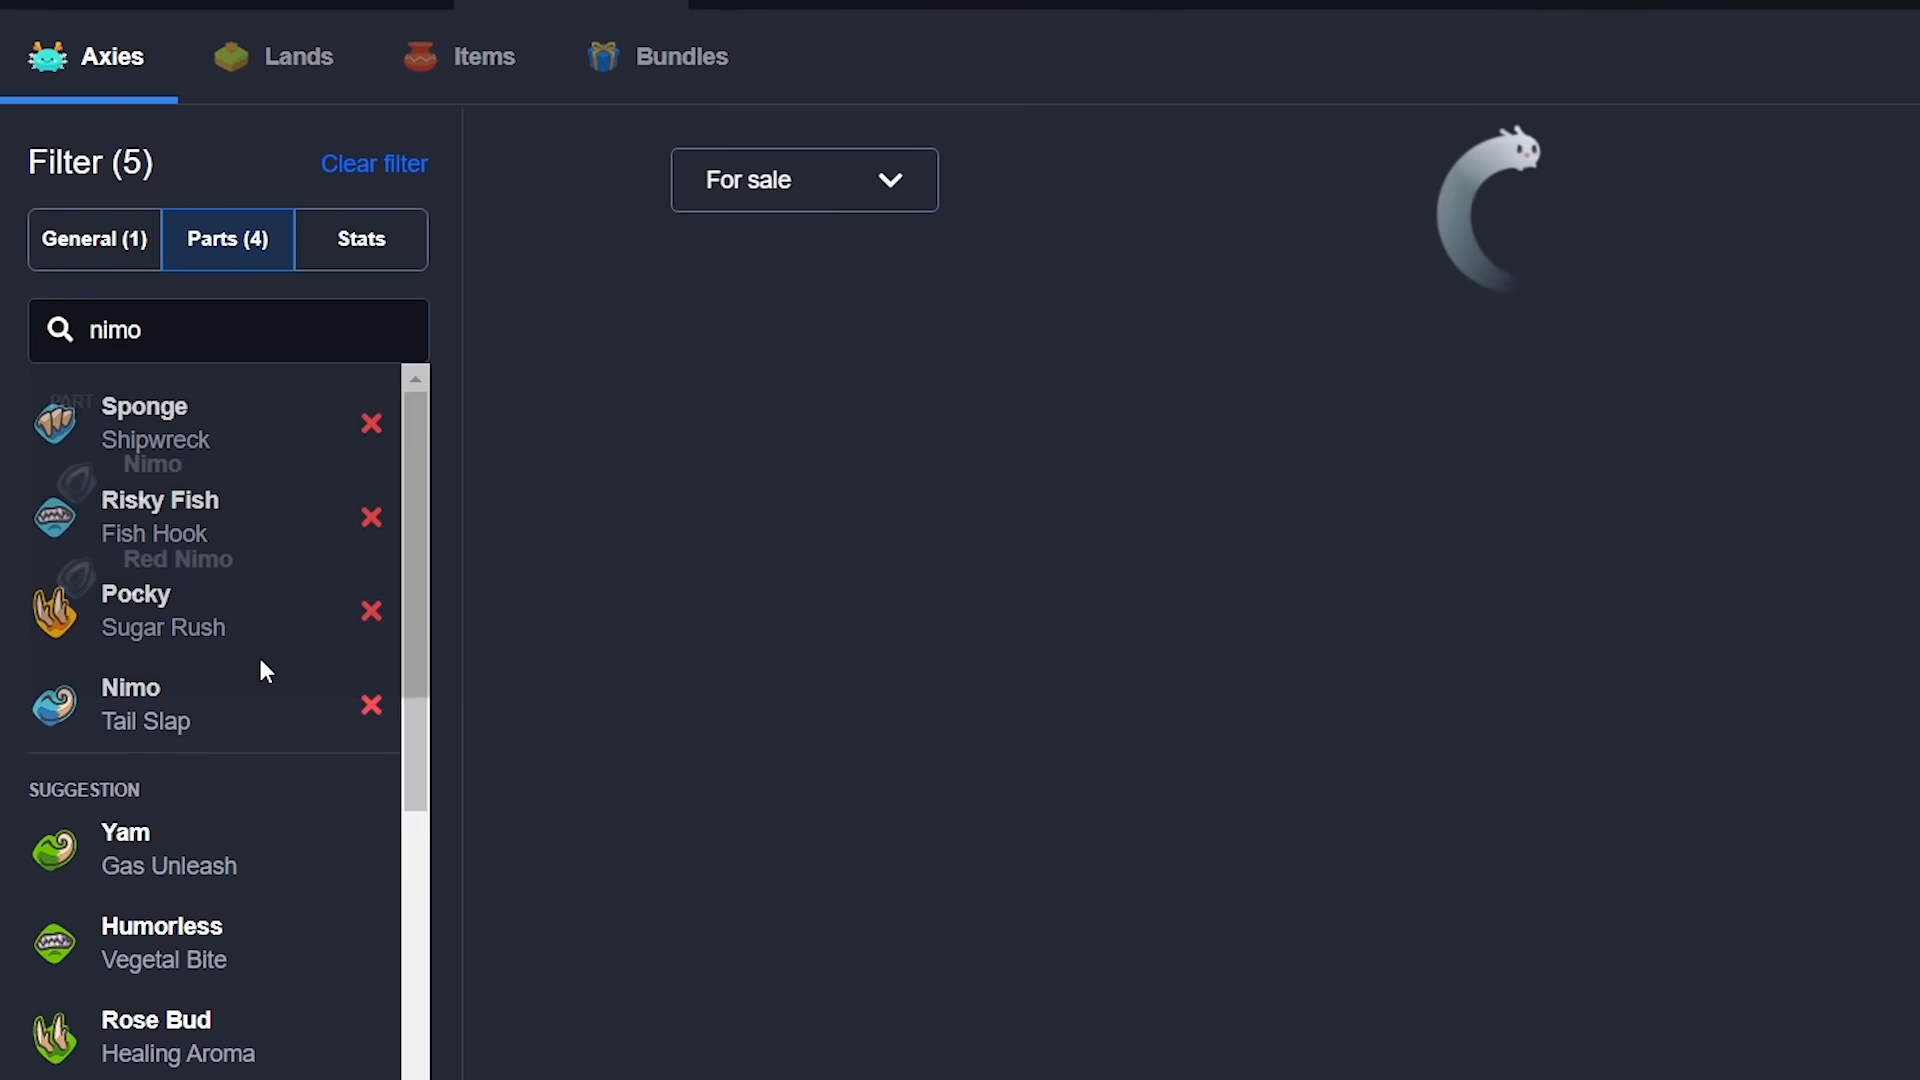 Axies
Lands
Items
Bundles
Filter (5)
Clear filter
General (1)
Parts (4)
Stats
For sale
nimo
PART
Sponge
Shipwreck
Nimo
Risky Fish
Fish Hook
Red Nimo
Pocky
Sugar Rush
Nimo
Tail Slap
SUGGESTION
Yam
Gas Unleash
Humorless
Vegetal Bite
Rose Bud
Healing Aroma